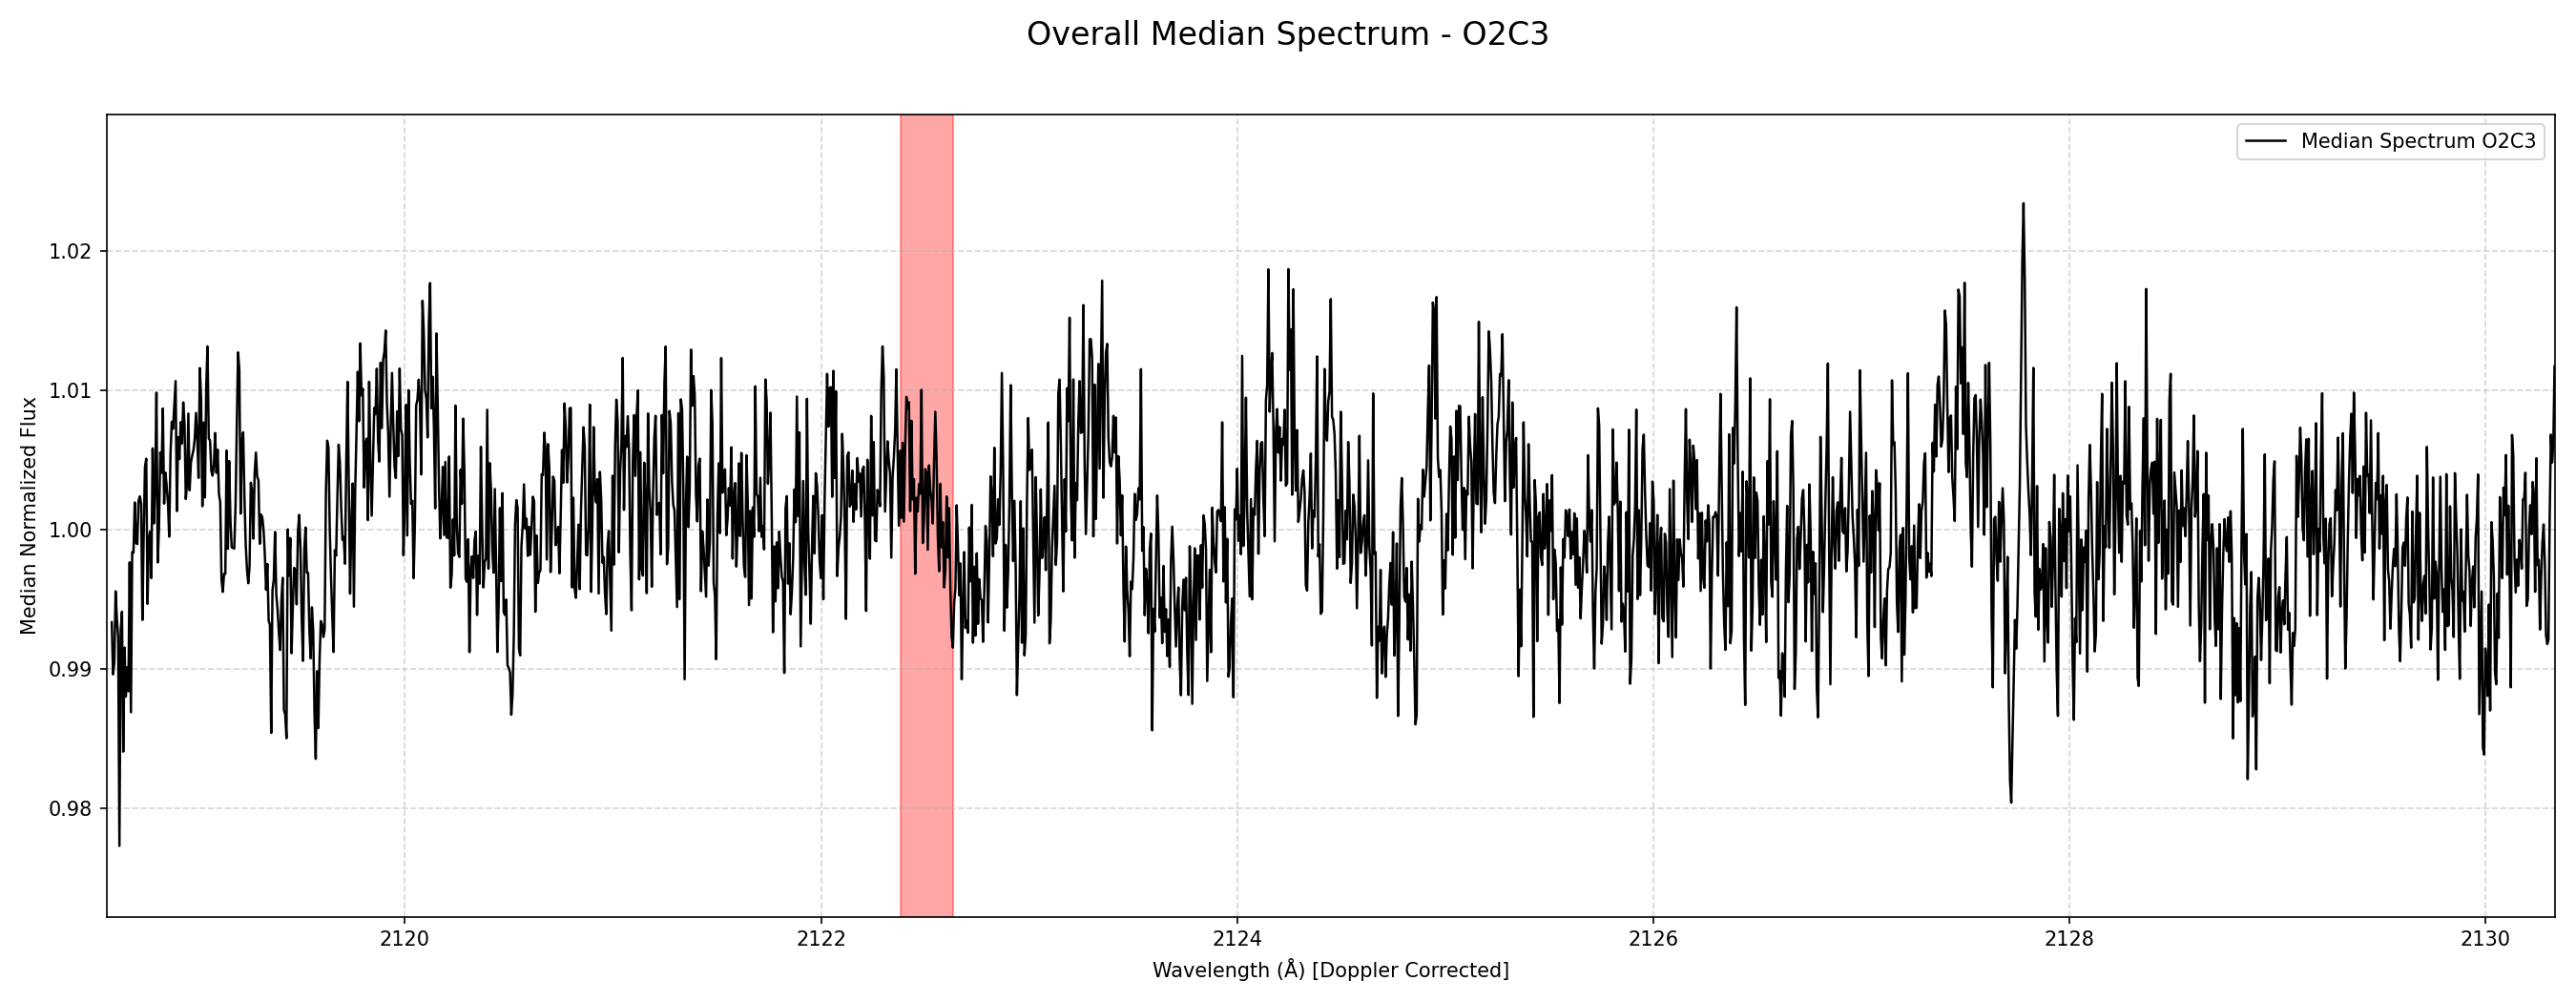 Overall Median Spectrum - O2C3
Median Spectrum O2C3
Median Normalized Flux
1.02
1.01
1.00
0.99
0.98
2120
2122
2124
2126
2128
2130
Wavelength (Å) [Doppler Corrected]